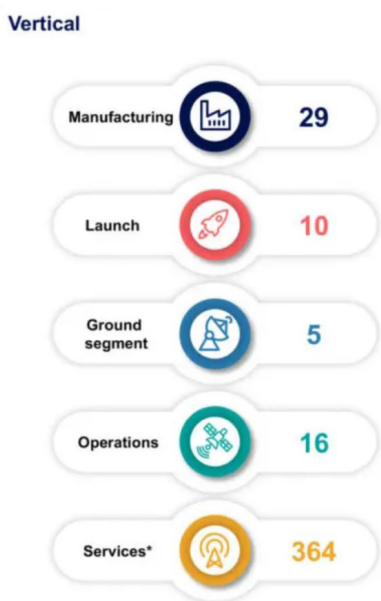 Vertical
Manufacturing 29
Launch 10
Ground
segment 5
Operations 16
Services* 364